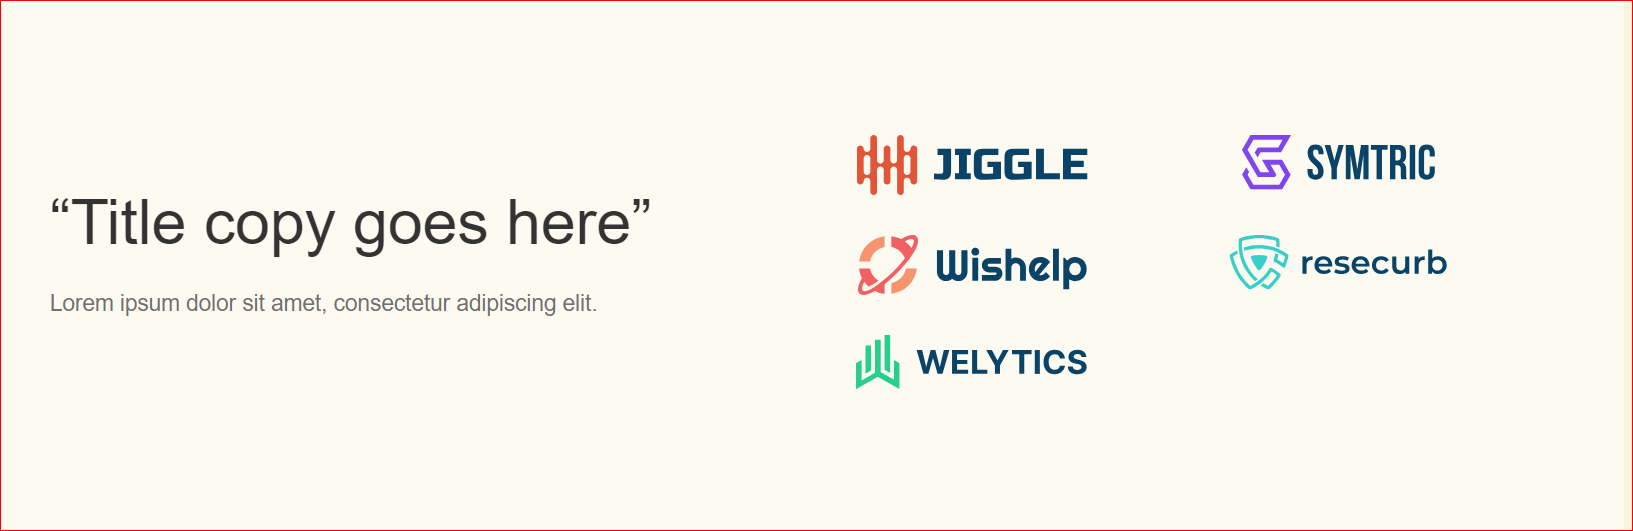 “Title copy goes here”
Lorem ipsum dolor sit amet, consectetur adipiscing elit.
JIGGLE
SYMTRIC
Wishelp
resecurb
WELYTICS